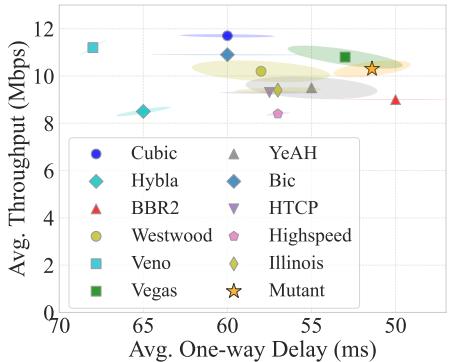 Avg. Throughput (Mbps)
12
10
8
6
4
2
0
Cubic
Hybla
BBR2
Westwood
Veno
Vegas
YeAH
Bic
HTCP
Highspeed
Illinois
Mutant
70 65 60 55 50
Avg. One-way Delay (ms)